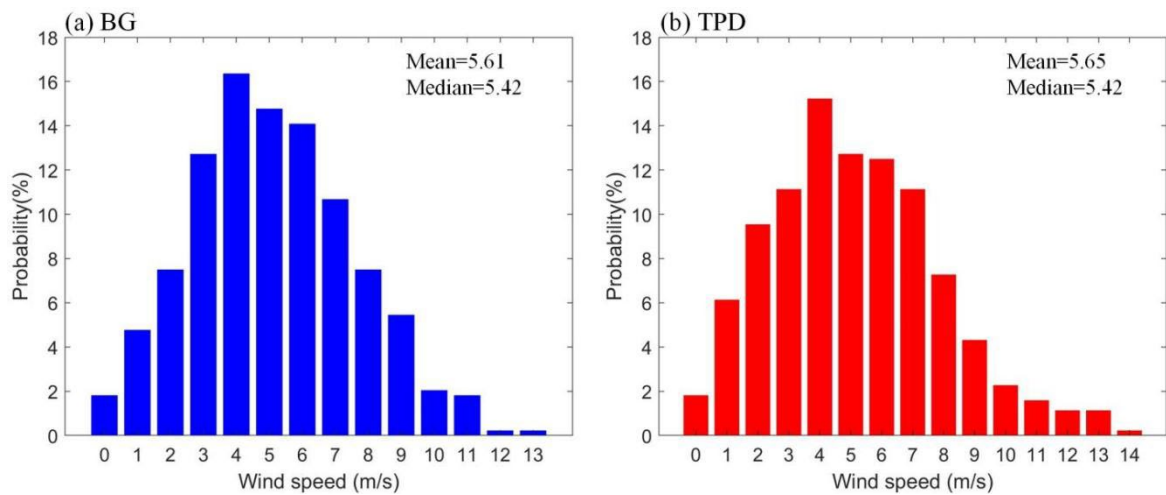 (a) BG
Mean=5.61
Median=5.42
18
16
14
12
10
8
6
4
2
0
Probability(%)
0 1 2 3 4 5 6 7 8 9 10 11 12 13
Wind speed (m/s)
(b) TPD
Mean=5.65
Median=5.42
18
16
14
12
10
8
6
4
2
0
Probability(%)
0 1 2 3 4 5 6 7 8 9 10 11 12 13 14
Wind speed (m/s)